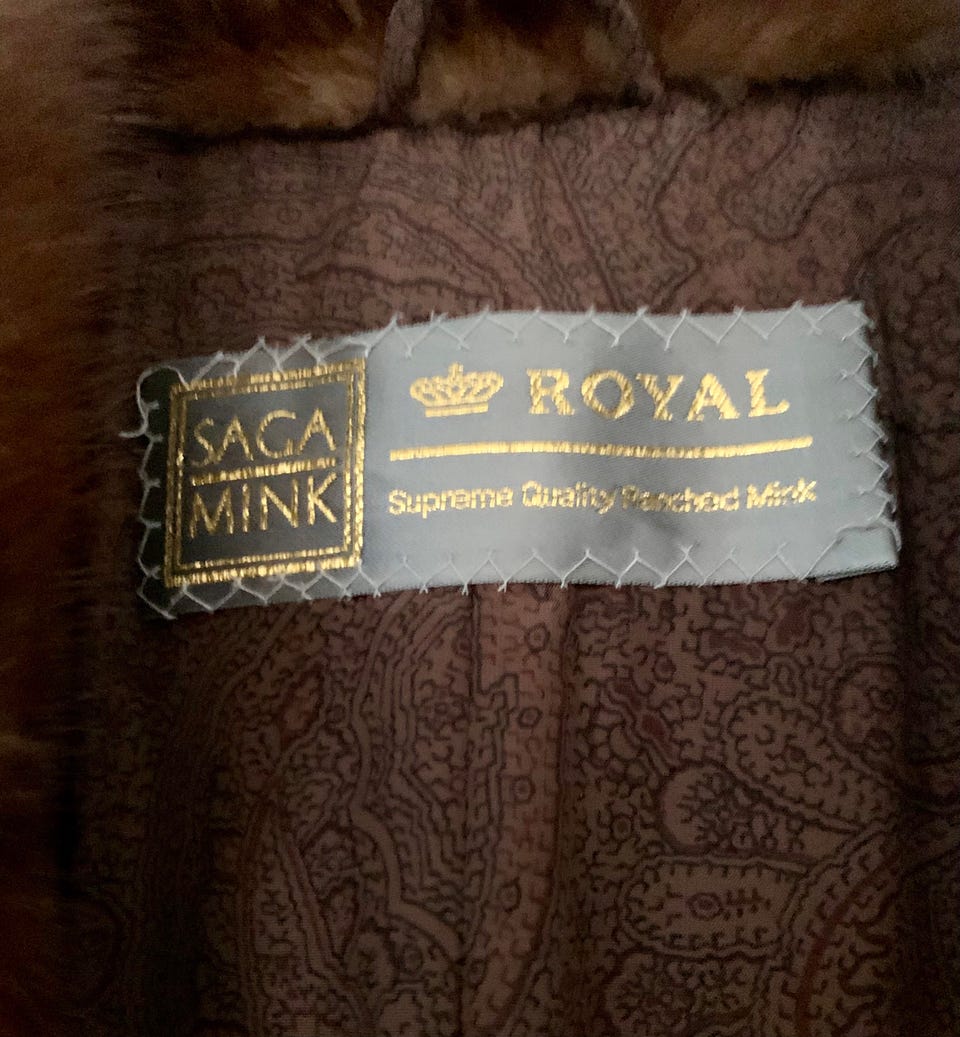 SAGA
MINK
ROYAL
Supreme Quality Ranched Mink